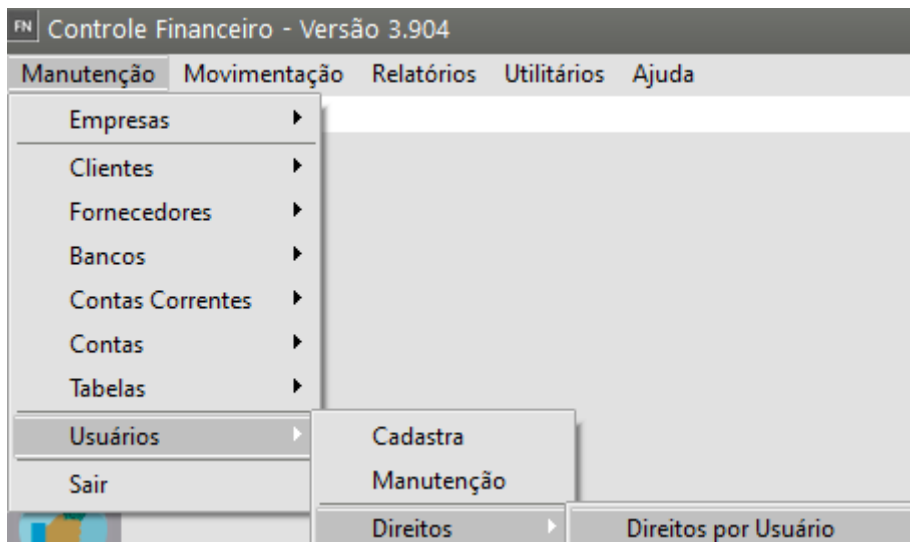 FN Controle Financeiro - Versão 3.904
Manutenção Movimentação Relatórios Utilitários Ajuda
Empresas
Clientes
Fornecedores
Bancos
Contas Correntes
Contas
Tabelas
Usuários
Sair
Cadastra
Manutenção
Direitos
Direitos por Usuário